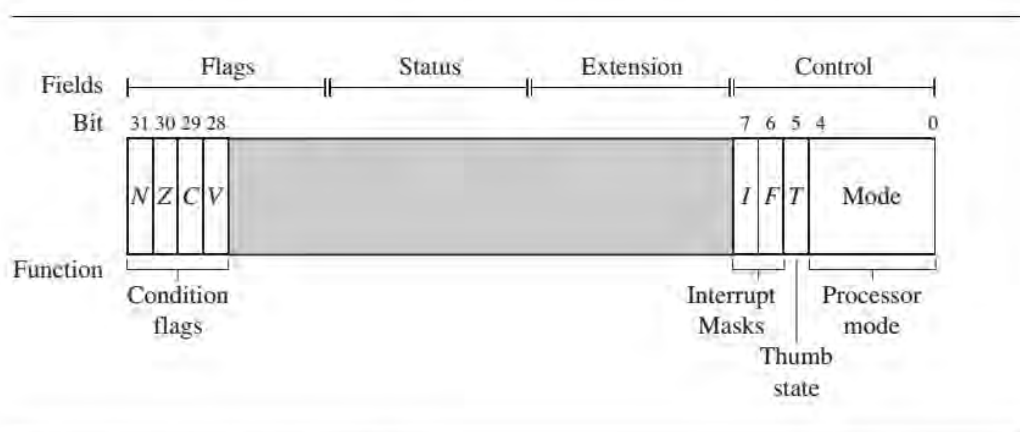 Flags Status Extension Control
Fields
Bit 31 30 29 28 7 6 5 4 0
N Z C V I F T Mode
Function
Condition Interrupt Processor
flags Masks mode
Thumb
state